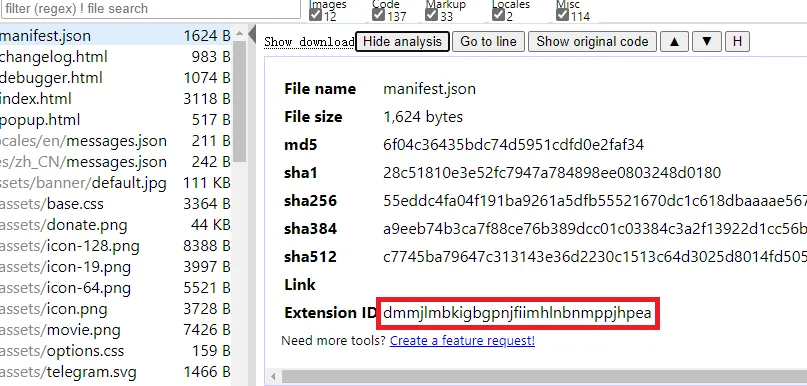 filter (regex) ! file search
Images
Code
Markup
Locales
Misc
12
137
33
2
114
manifest.json 1624 B
changelog.html 983 B
debugger.html 1074 B
index.html 3118 B
popup.html 517 B
ocales/en/messages.json 211 B
es/zh_CN/messages.json 242 B
assets/banner/default.jpg 111 KB
assets/base.css 3364 B
assets/donate.png 44 KB
assets/icon-128.png 8388 B
assets/icon-19.png 3997 B
assets/icon-64.png 5521 B
assets/icon.png 3728 B
assets/movie.png 7426 B
assets/options.css 159 B
assets/telegram.svg 1966 B
Show download Hide analysis Go to line Show original code ▲ ▼ H
File name manifest.json
File size 1,624 bytes
md5 6f04c36435bdc74d5951cdfd0e2faf34
sha1 28c51810e3e52fc7947a784898ee0803248d0180
sha256 55eddc4fa04f191ba9261a5dfb55521670dc1c618dbaaaae567
sha384 a9eeb74b3ca7f88ce76b389dcc01c03384c3a2f13922d1cc56b
sha512 c7745ba79647c313143e36d2230c1513c64d3025d8014fd505
Link
Extension ID dmmjlmbkigbgpnjfiimhlnbnmppjhpea
Need more tools? Create a feature request!